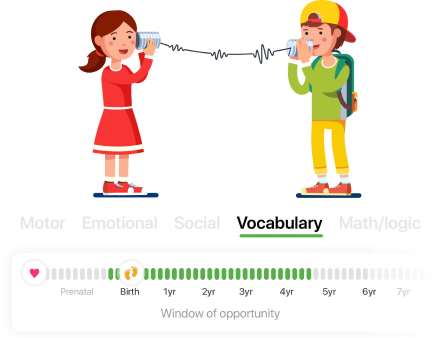 Motor Emotional Social Vocabulary Math/logic
Prenatal Birth 1yr 2yr 3yr 4yr 5yr 6yr 7yr
Window of opportunity